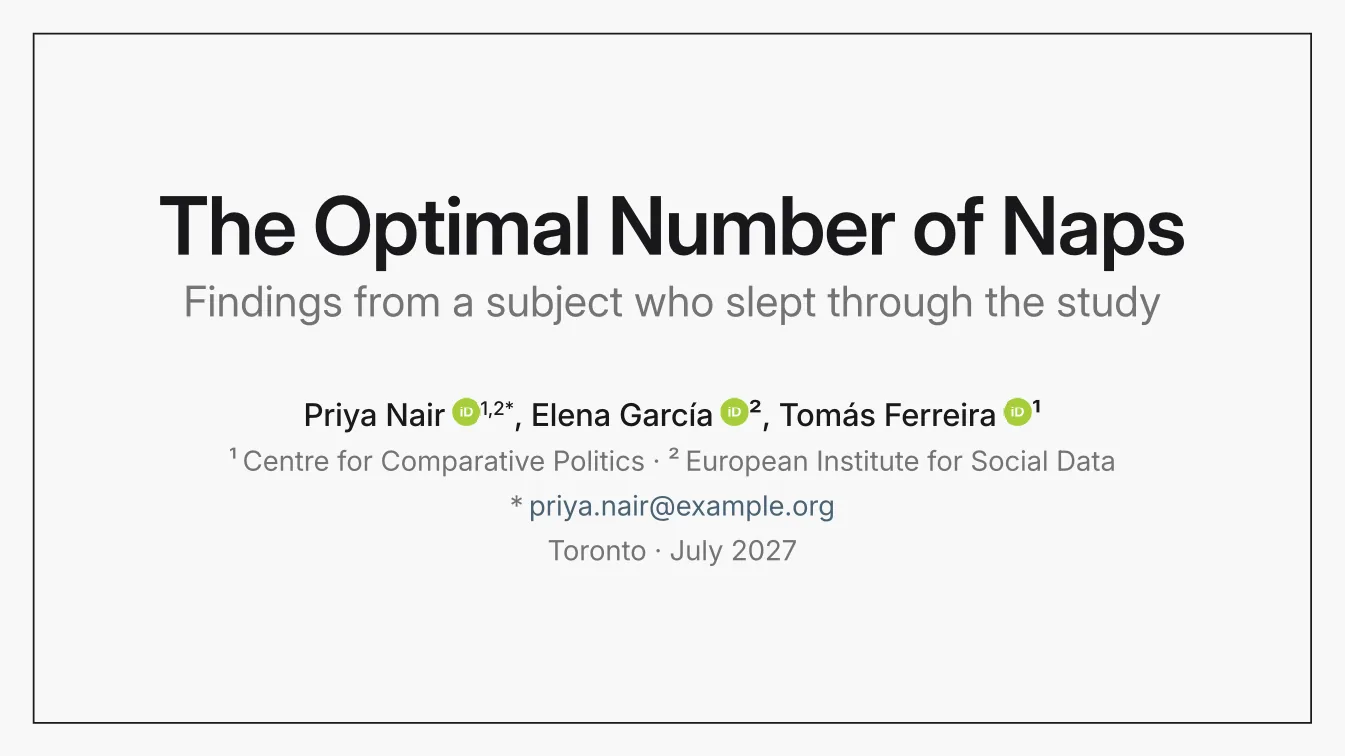 The Optimal Number of Naps
Findings from a subject who slept through the study
Priya Nair iD 1,2*, Elena García iD ², Tomás Ferreira iD ¹
¹ Centre for Comparative Politics · ² European Institute for Social Data
* priya.nair@example.org
Toronto · July 2027